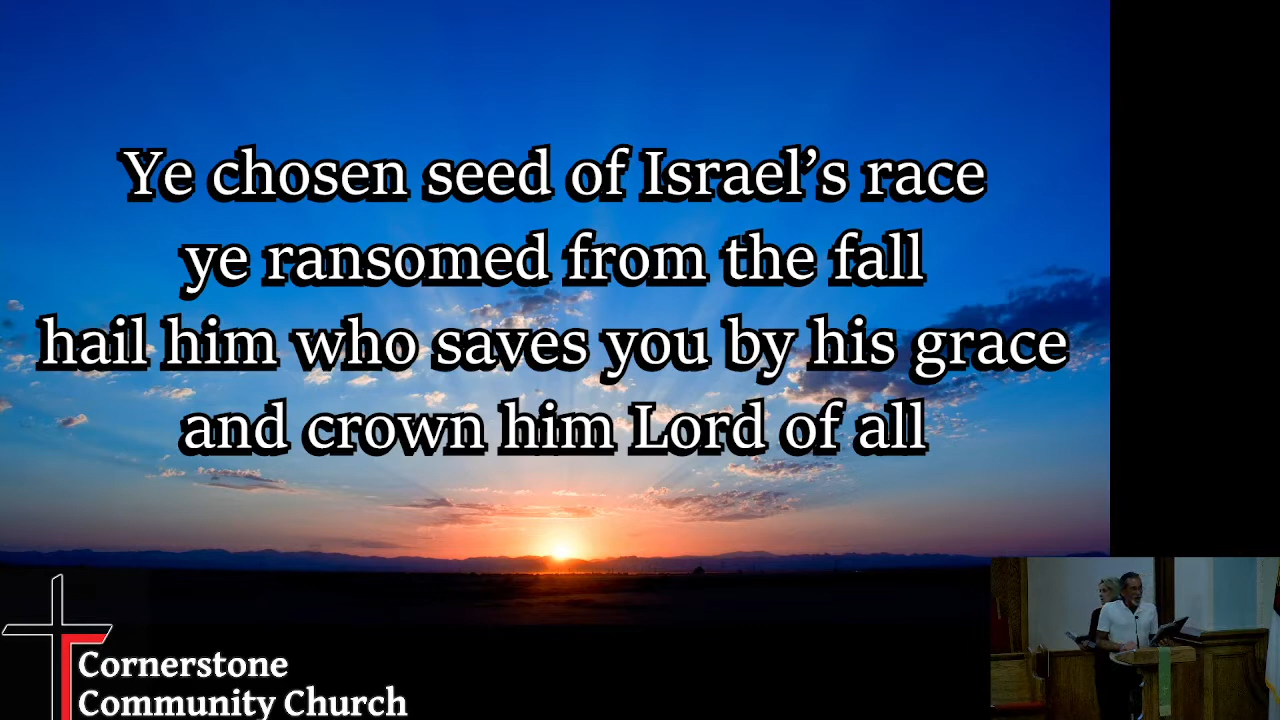 Ye chosen seed of Israel’s race
ye ransomed from the fall
hail him who saves you by his grace
and crown him Lord of all
Cornerstone
Community Church